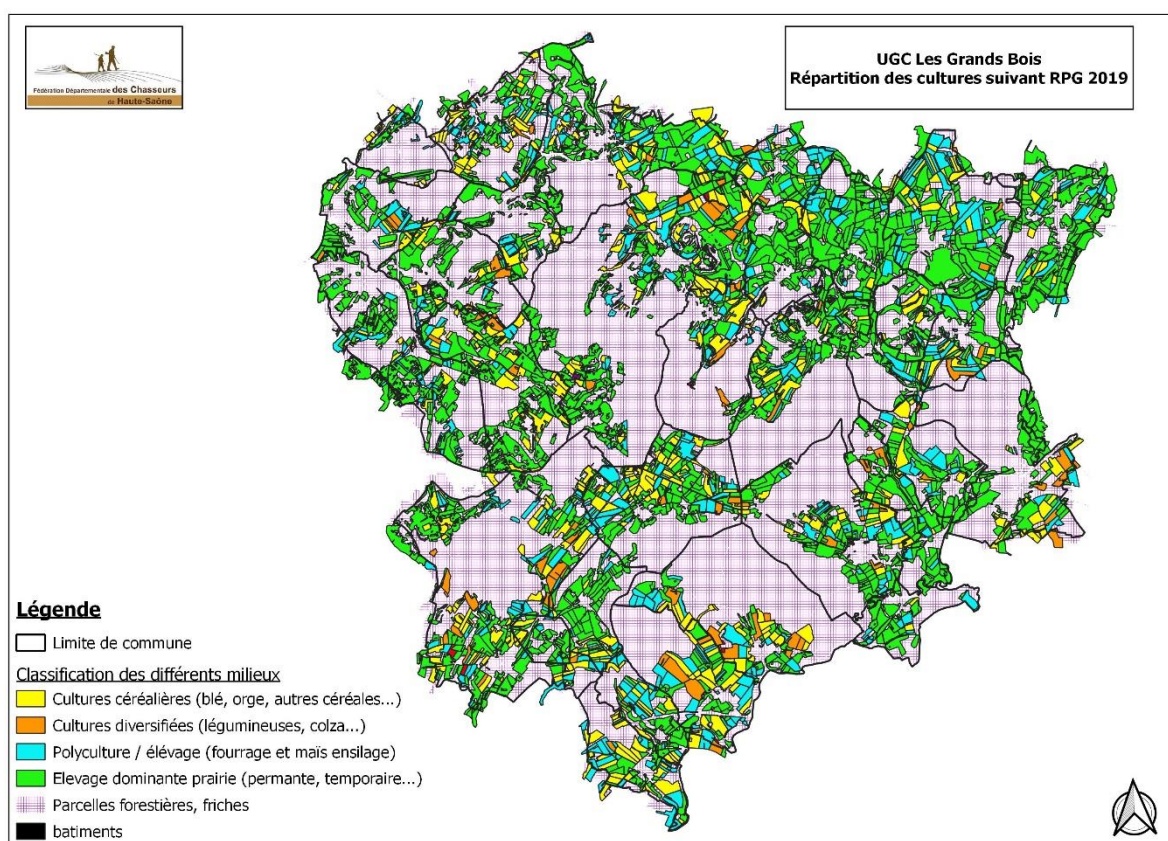 Fédération Départementale des Chasseurs
de Haute-Saône
UGC Les Grands Bois
Répartition des cultures suivant RPG 2019
Légende
Limite de commune
Classification des différents milieux
Cultures céréalières (blé, orge, autres céréales...)
Cultures diversifiées (légumineuses, colza...)
Polyculture / élévage (fourrage et maïs ensilage)
Elevage dominante prairie (permante, temporaire...)
Parcelles forestières, friches
batiments